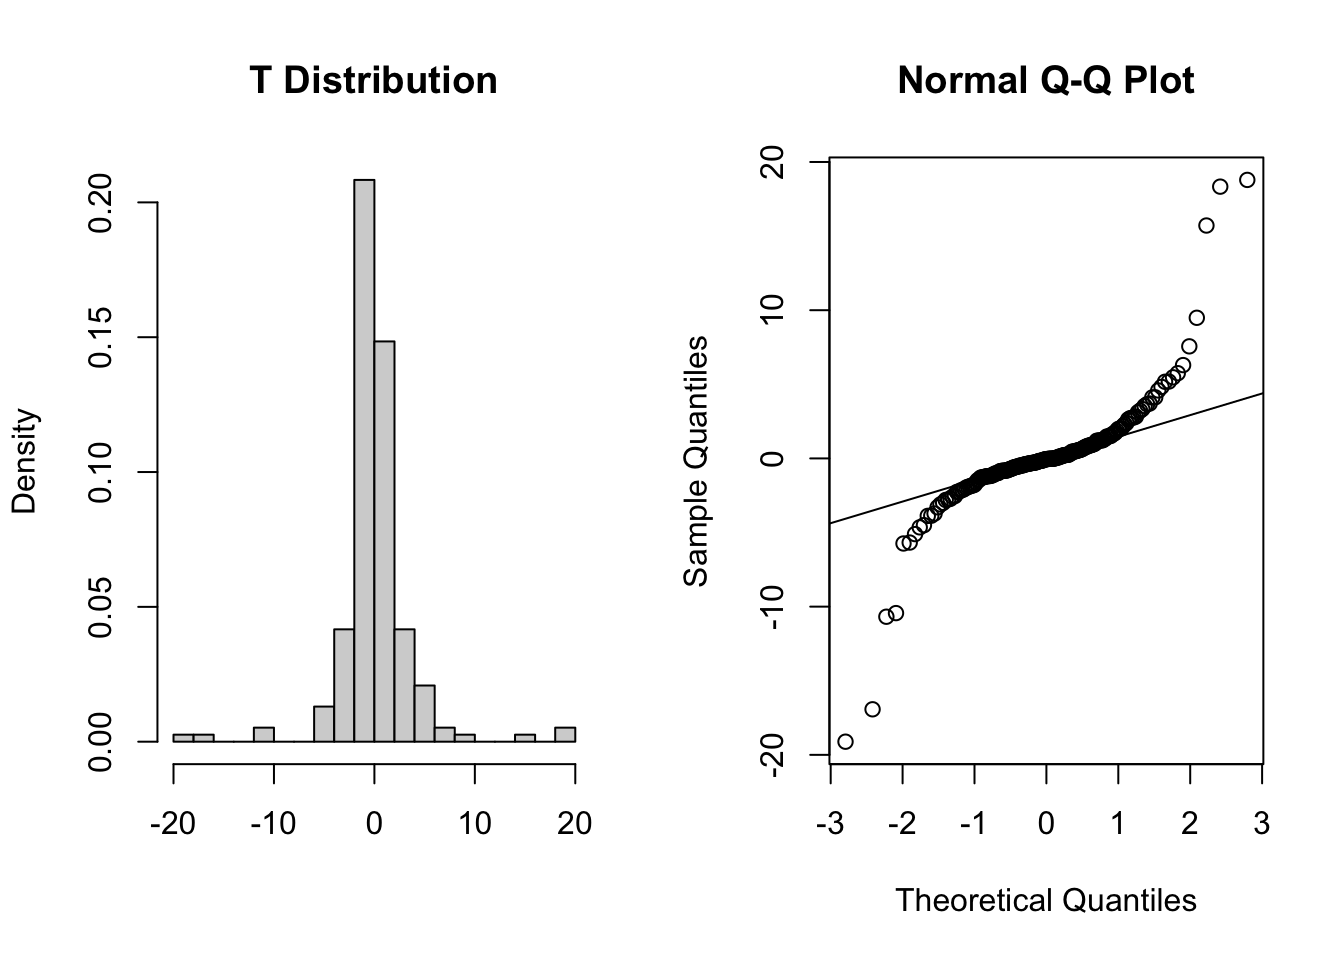 T Distribution
Density
0.00 0.05 0.10 0.15 0.20
-20 -10 0 10 20
Normal Q-Q Plot
Sample Quantiles
-20 -10 0 10 20
-3 -2 -1 0 1 2 3
Theoretical Quantiles